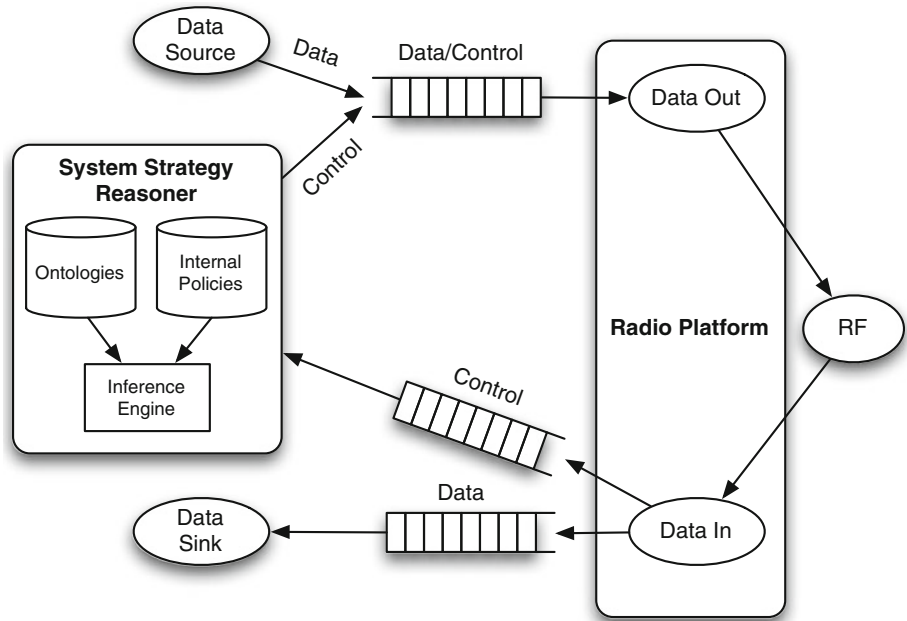 Data
Source
Data
Data/Control
Data Out
Control
System Strategy
Reasoner
Ontologies
Internal
Policies
Inference
Engine
Radio Platform
RF
Control
Data
Data
Sink
Data In